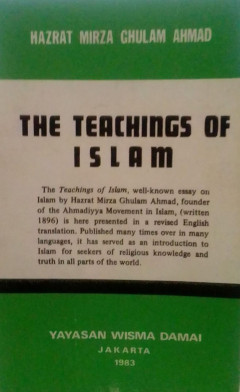 HAZRAT MIRZA GHULAM AHMAD
THE TEACHINGS OF
ISLAM
The Teachings of Islam, well-known essay on
Islam by Hazrat Mirza Ghulam Ahmad, founder
of the Ahmadiyya Movement in Islam, (written
1896) is here presented in a revised English
translation. Published many times over in many
languages, it has served as an introduction to
Islam for seekers of religious knowledge and
truth in all parts of the world.
YAYASAN WISMA DAMAI
JAKARTA
1983